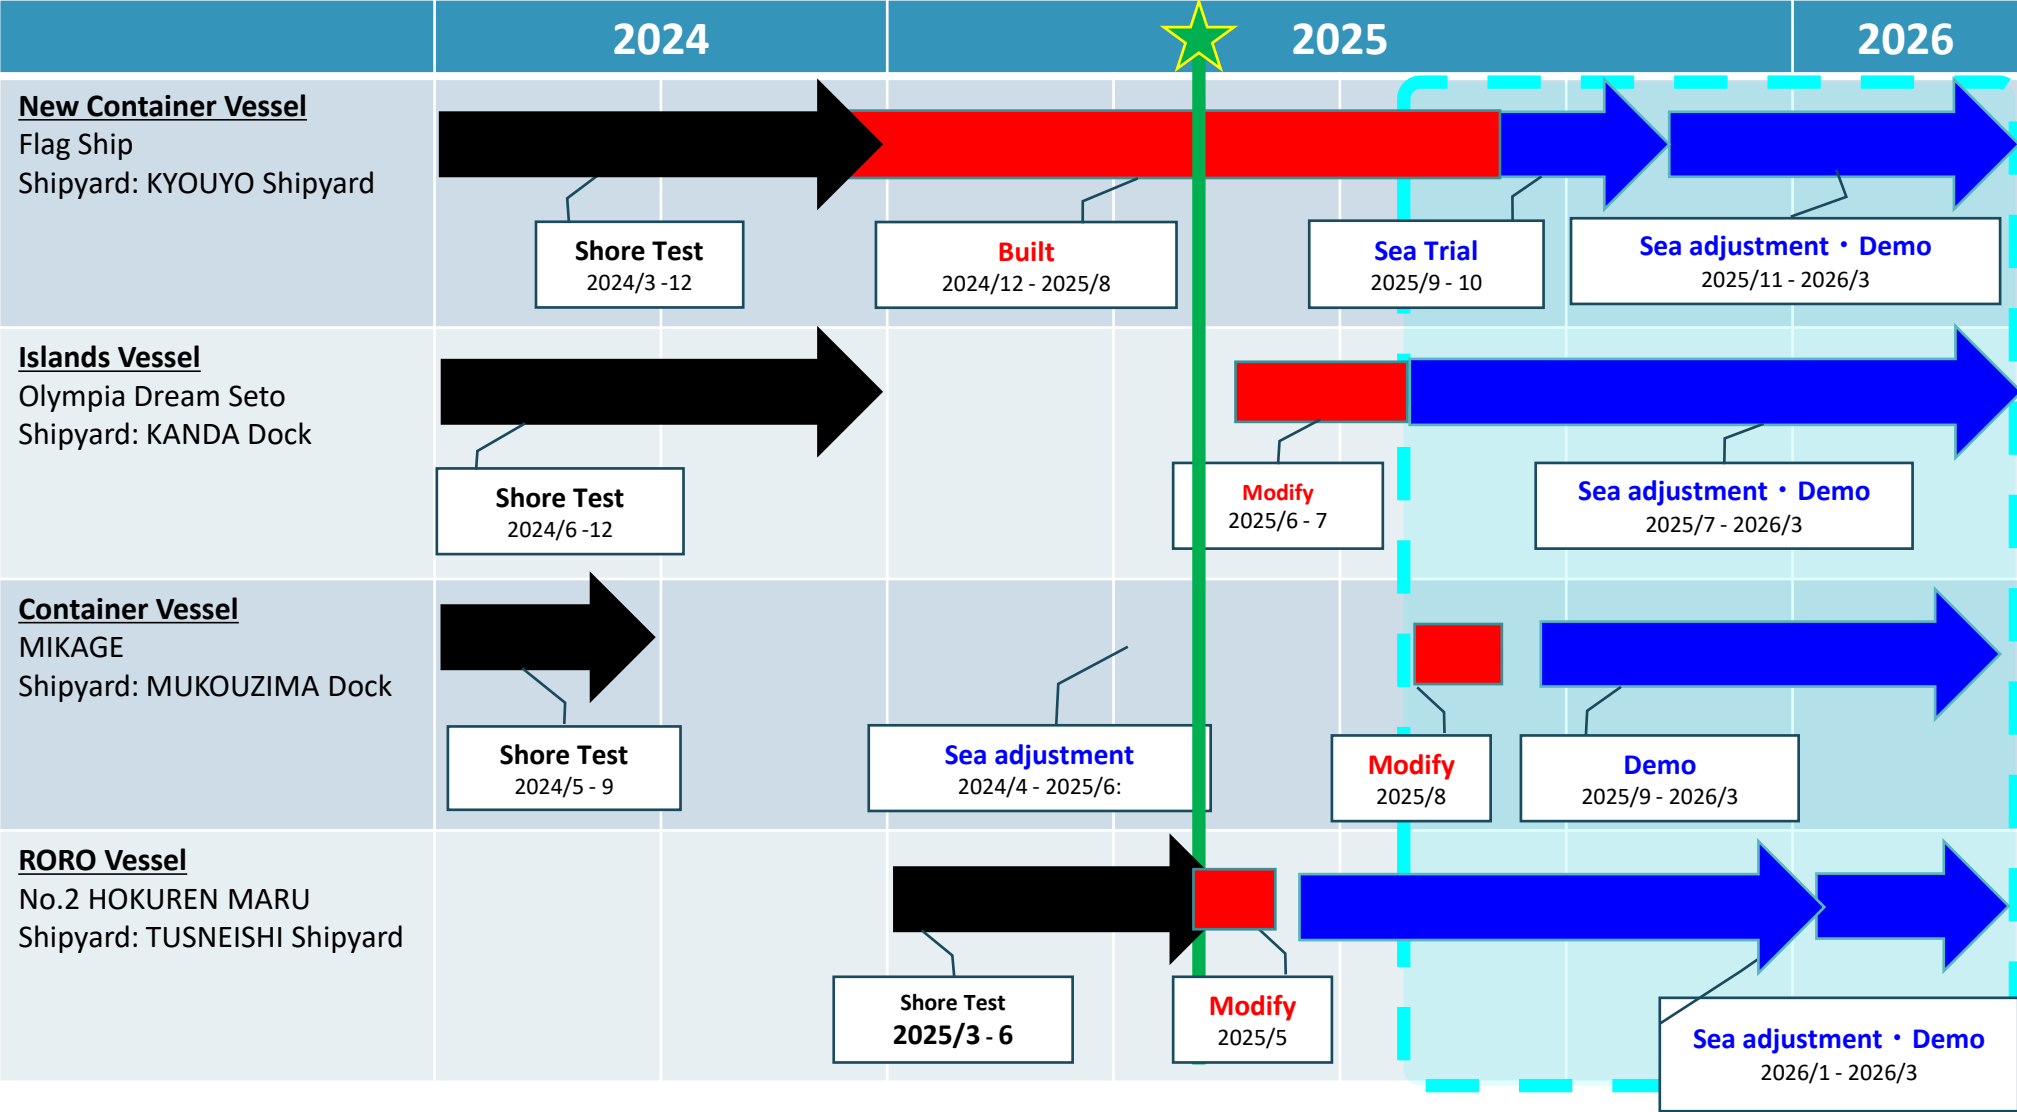 2024
2025
2026
New Container Vessel
Flag Ship
Shipyard: KYOUYO Shipyard
Shore Test
2024/3 -12
Built
2024/12 - 2025/8
Sea Trial
2025/9 - 10
Sea adjustment・Demo
2025/11 - 2026/3
Islands Vessel
Olympia Dream Seto
Shipyard: KANDA Dock
Shore Test
2024/6 -12
Modify
2025/6 - 7
Sea adjustment・Demo
2025/7 - 2026/3
Container Vessel
MIKAGE
Shipyard: MUKOUZIMA Dock
Shore Test
2024/5 - 9
Sea adjustment
2024/4 - 2025/6:
Modify
2025/8
Demo
2025/9 - 2026/3
RORO Vessel
No.2 HOKUREN MARU
Shipyard: TUSNEISHI Shipyard
Shore Test
2025/3 - 6
Modify
2025/5
Sea adjustment・Demo
2026/1 - 2026/3